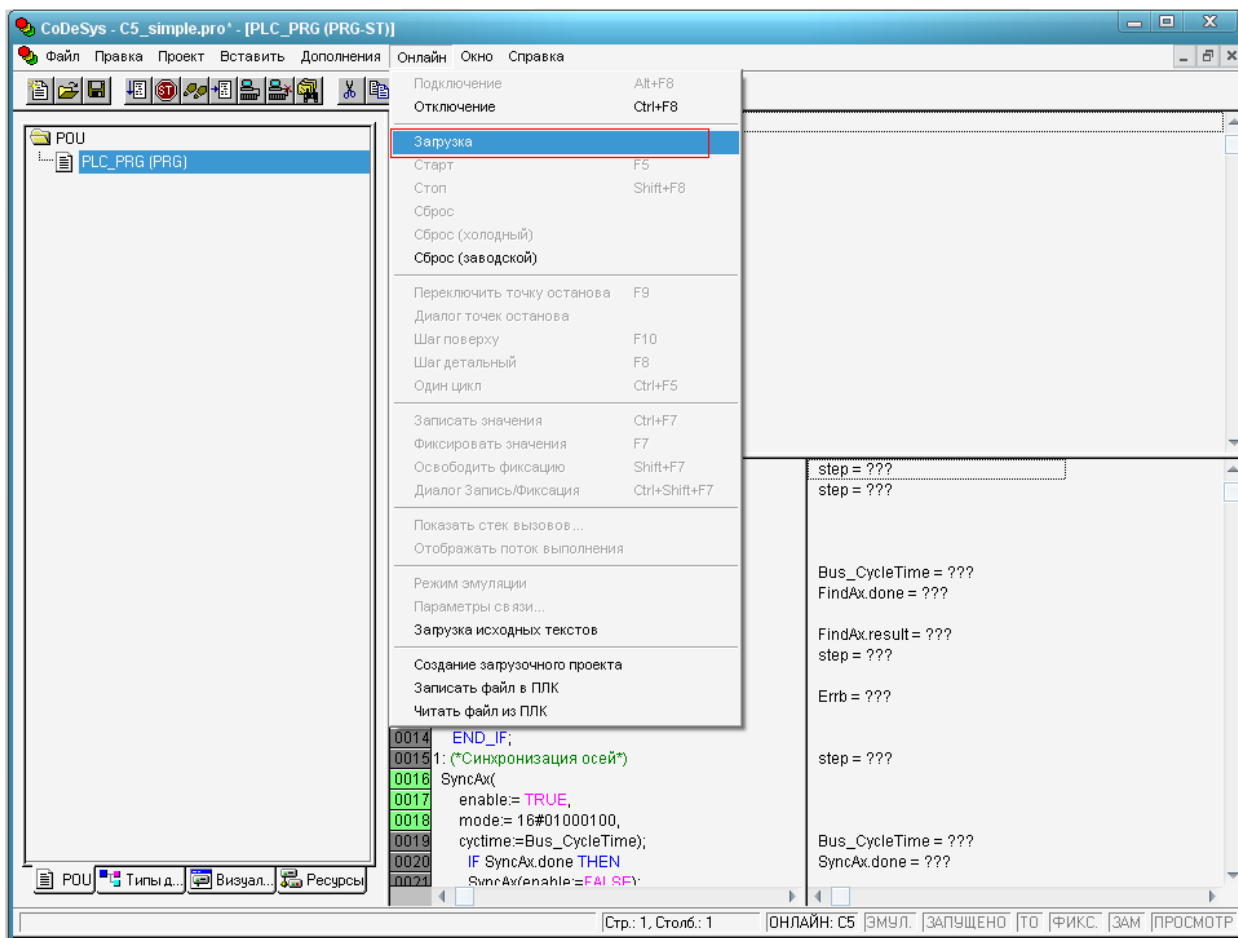 CoDeSys - C5_simple.pro* - [PLC_PRG (PRG-ST)]
Файл Правка Проект Вставить Дополнения Онлайн Окно Справка
POU
PLC_PRG (PRG)
Подключение Alt+F8
Отключение Ctrl+F8
Загрузка
Старт F5
Стоп Shift+F8
Сброс
Сброс (холодный)
Сброс (заводской)
Переключить точку останова F9
Диалог точек останова
Шаг поверху F10
Шаг детальный F8
Один цикл Ctrl+F5
Записать значения Ctrl+F7
Фиксировать значения F7
Освободить фиксацию Shift+F7
Диалог Запись/Фиксация Ctrl+Shift+F7
Показать стек вызовов...
Отображать поток выполнения
Режим эмуляции
Параметры связи...
Загрузка исходных текстов
Создание загрузочного проекта
Записать файл в ПЛК
Читать файл из ПЛК
step = ???
step = ???
Bus_CycleTime = ???
FindAx.done = ???
FindAx.result = ???
step = ???
Errb = ???
0014 END_IF;
0015 1: (*Синхронизация осей*) step = ???
0016 SyncAx(
0017 enable:= TRUE,
0018 mode:= 16#01000100,
0019 cyctime:=Bus_CycleTime); Bus_CycleTime = ???
0020 IF SyncAx.done THEN SyncAx.done = ???
0021 SyncAx(enable:=FALSE);
POU Типы д... Визуал... Ресурсы
Стр.: 1, Столб.: 1 ОНЛАЙН: C5 ЭМУЛ. ЗАПУЩЕНО ТО ФИКС. ЗАМ ПРОСМОТР